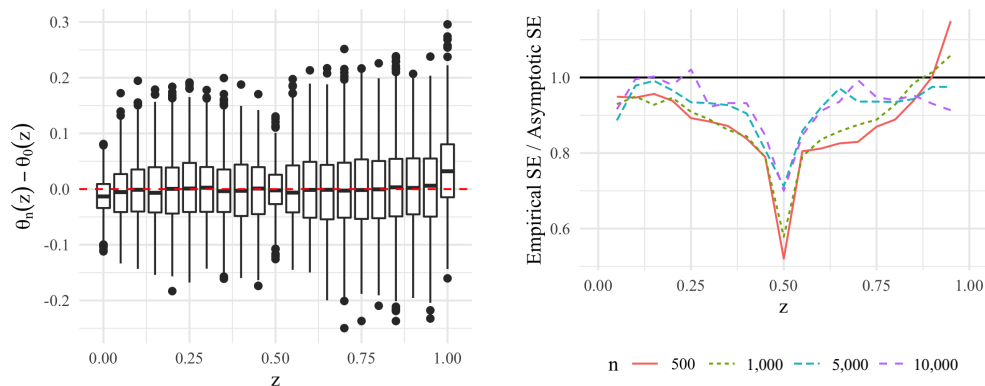 0.3
0.2
0.1
0.0
-0.1
-0.2
θn(z) − θ0(z)
0.00 0.25 0.50 0.75 1.00
z
1.0
0.8
0.6
Empirical SE / Asymptotic SE
0.00 0.25 0.50 0.75 1.00
z
n 500 1,000 5,000 10,000